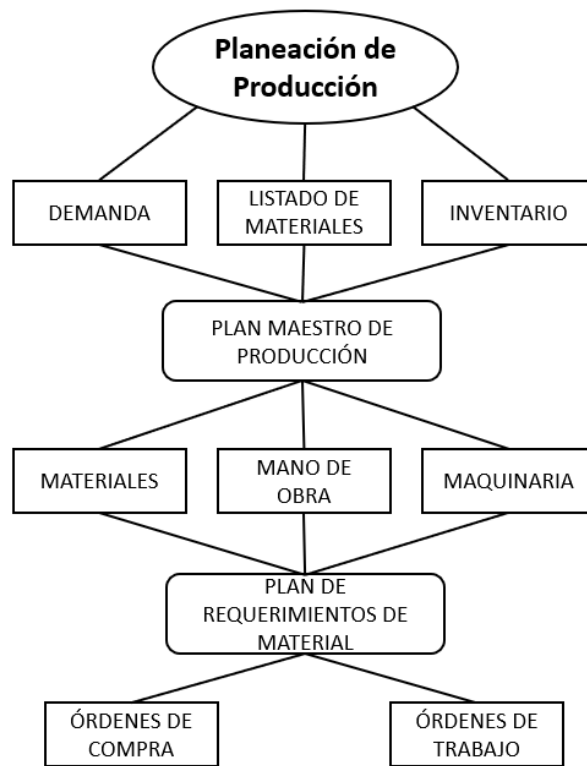 Planeación de
Producción
DEMANDA
LISTADO DE
MATERIALES
INVENTARIO
PLAN MAESTRO DE
PRODUCCIÓN
MATERIALES
MANO DE
OBRA
MAQUINARIA
PLAN DE
REQUERIMIENTOS DE
MATERIAL
ÓRDENES DE
COMPRA
ÓRDENES DE
TRABAJO